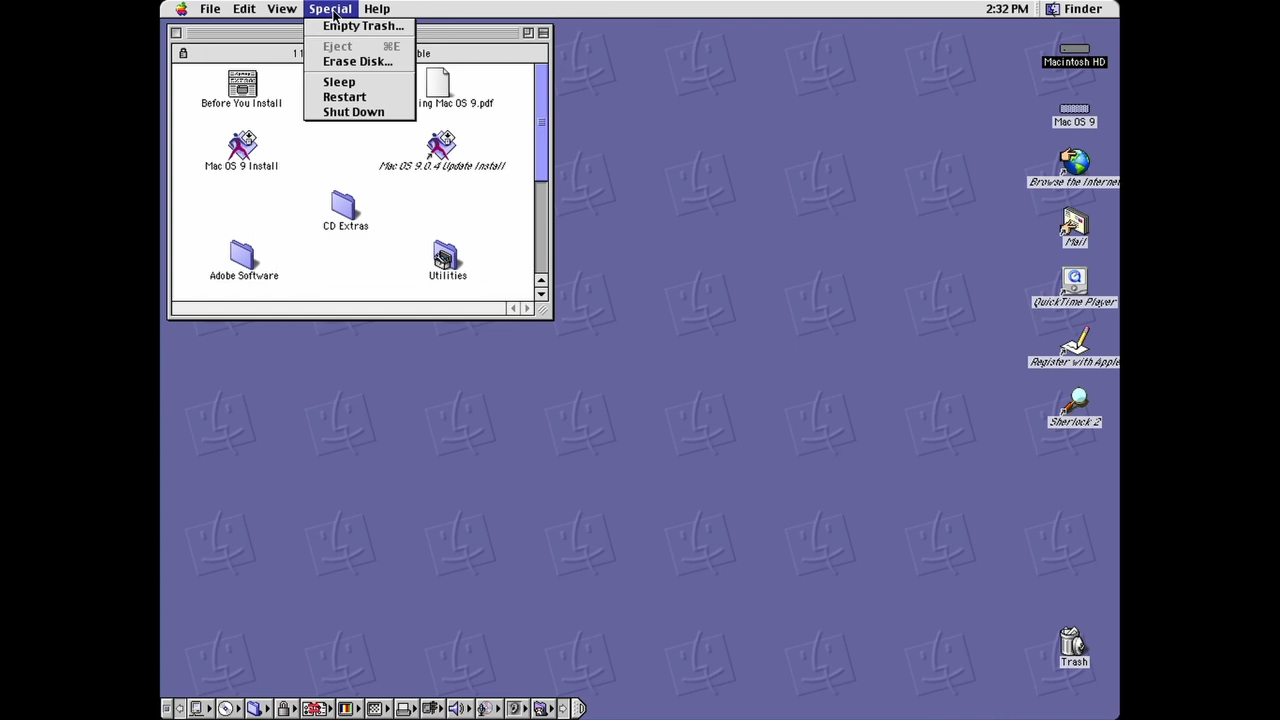 File Edit View Special Help 2:32 PM Finder
Empty Trash...
Eject ⌘E
Erase Disk...
Sleep
Restart
Shut Down
11
ble
Before You Install
ing Mac OS 9.pdf
Mac OS 9 Install
Mac OS 9.0.4 Update Install
CD Extras
Adobe Software
Utilities
Macintosh HD
Mac OS 9
Browse the Internet
Mail
QuickTime Player
Register with Apple
Sherlock 2
Trash